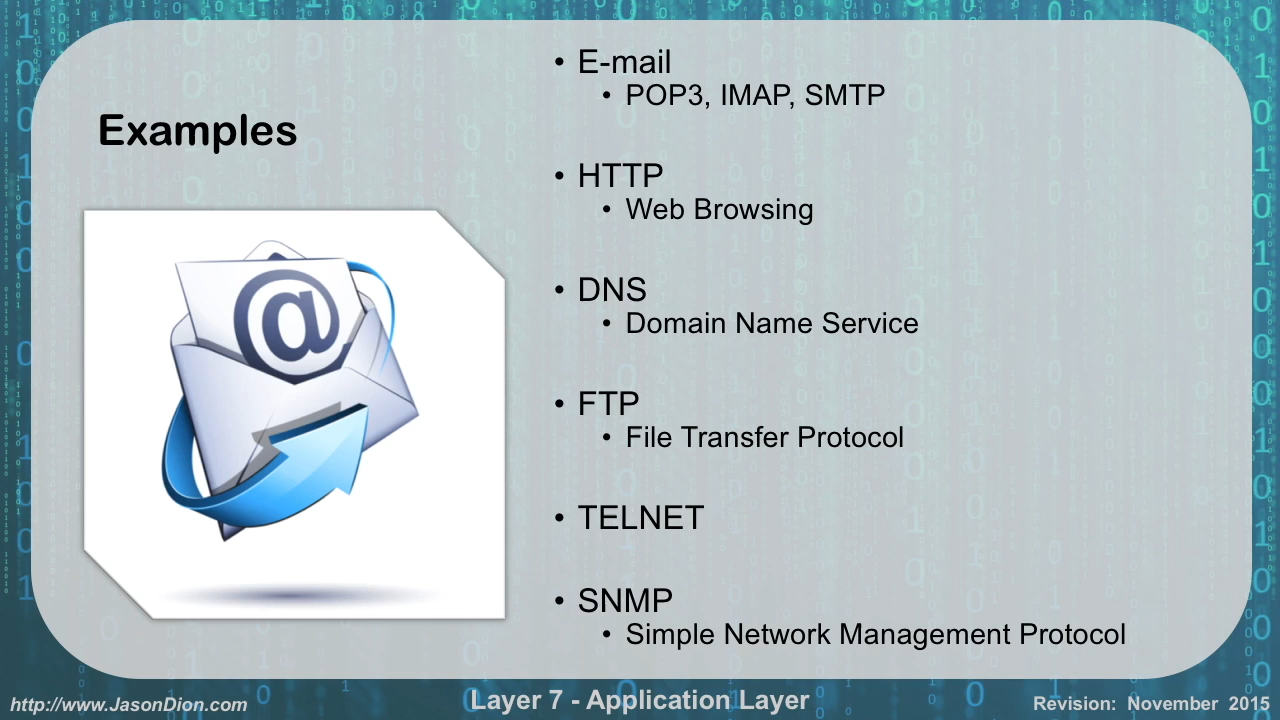 Examples
@
• E-mail
• POP3, IMAP, SMTP
• HTTP
• Web Browsing
• DNS
• Domain Name Service
• FTP
• File Transfer Protocol
• TELNET
• SNMP
• Simple Network Management Protocol
http://www.JasonDion.com
Layer 7 - Application Layer
Revision: November 2015